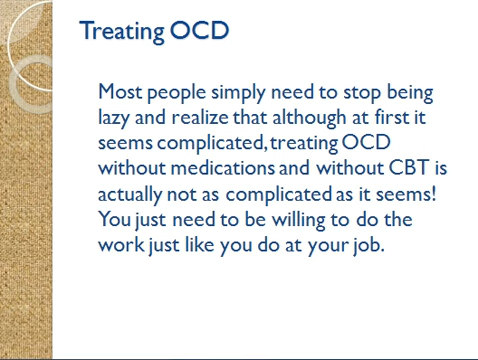 Treating OCD
Most people simply need to stop being
lazy and realize that although at first it
seems complicated, treating OCD
without medications and without CBT is
actually not as complicated as it seems!
You just need to be willing to do the
work just like you do at your job.